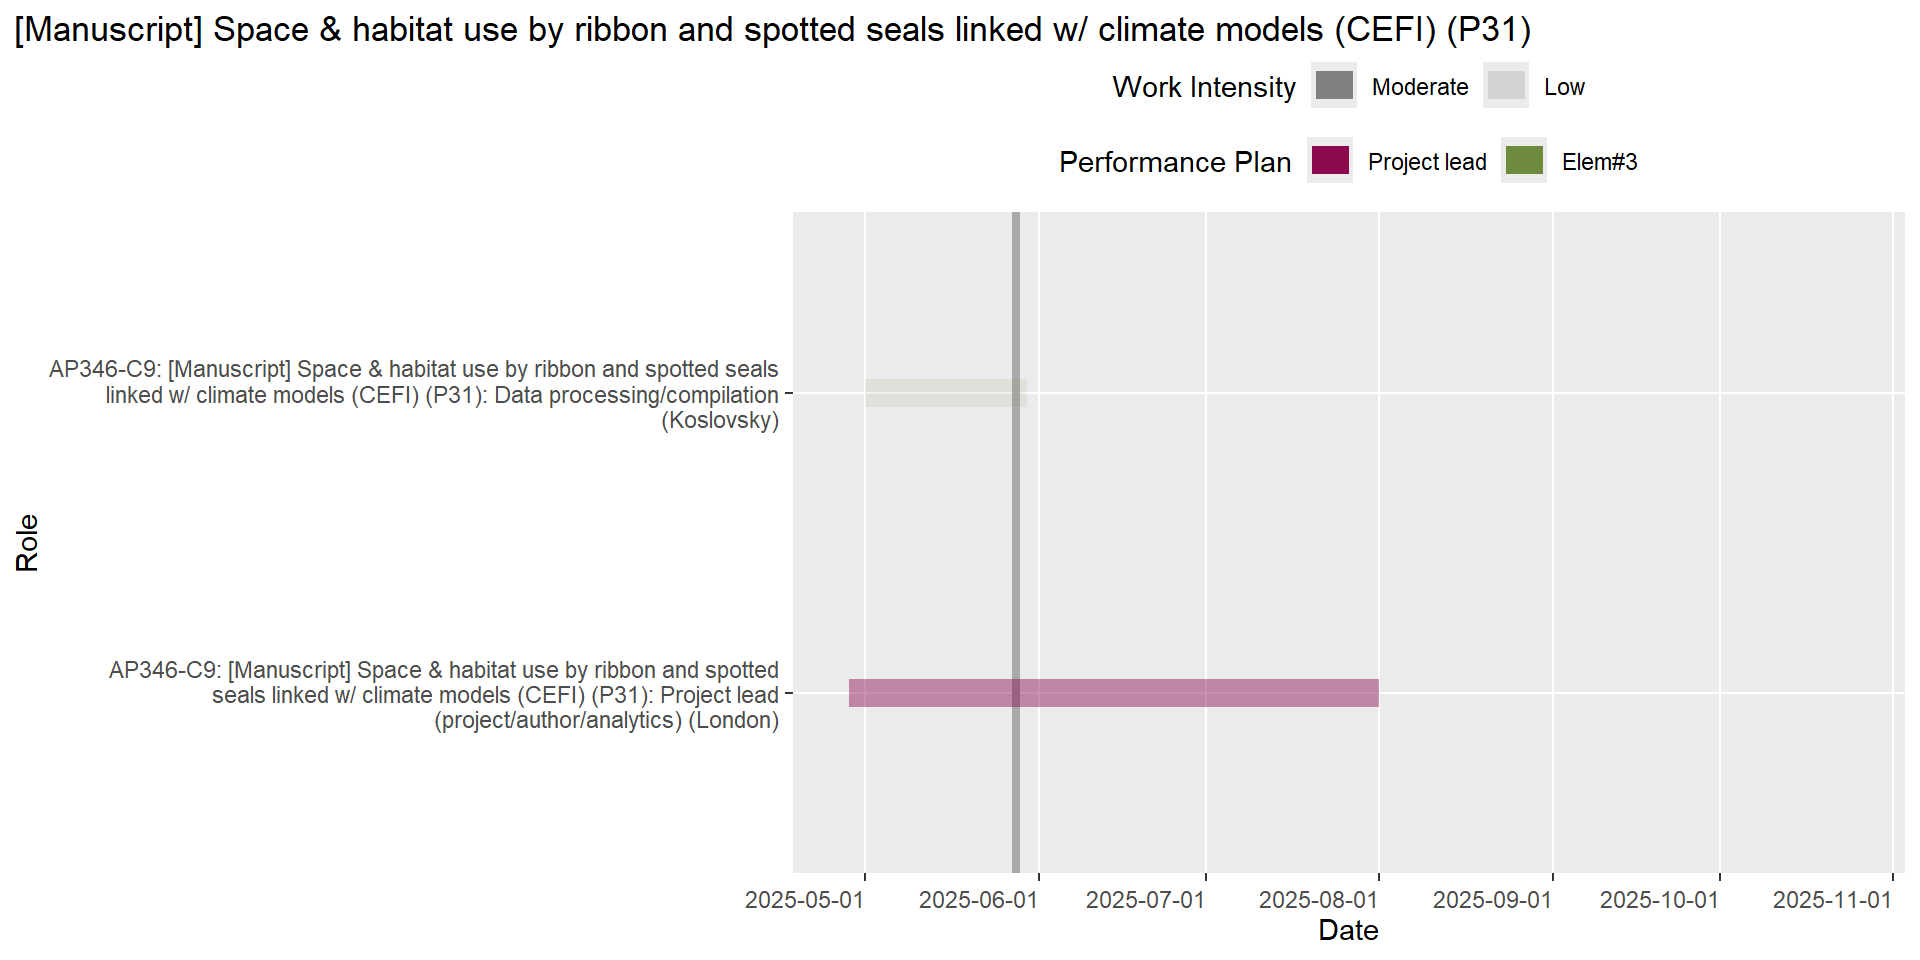 [Manuscript] Space & habitat use by ribbon and spotted seals linked w/ climate models (CEFI) (P31)
Work Intensity Moderate Low
Performance Plan Project lead Elem#3
AP346-C9: [Manuscript] Space & habitat use by ribbon and spotted seals
linked w/ climate models (CEFI) (P31): Data processing/compilation
(Koslovsky)
Role
AP346-C9: [Manuscript] Space & habitat use by ribbon and spotted
seals linked w/ climate models (CEFI) (P31): Project lead
(project/author/analytics) (London)
2025-05-01 2025-06-01 2025-07-01 2025-08-01 2025-09-01 2025-10-01 2025-11-01
Date